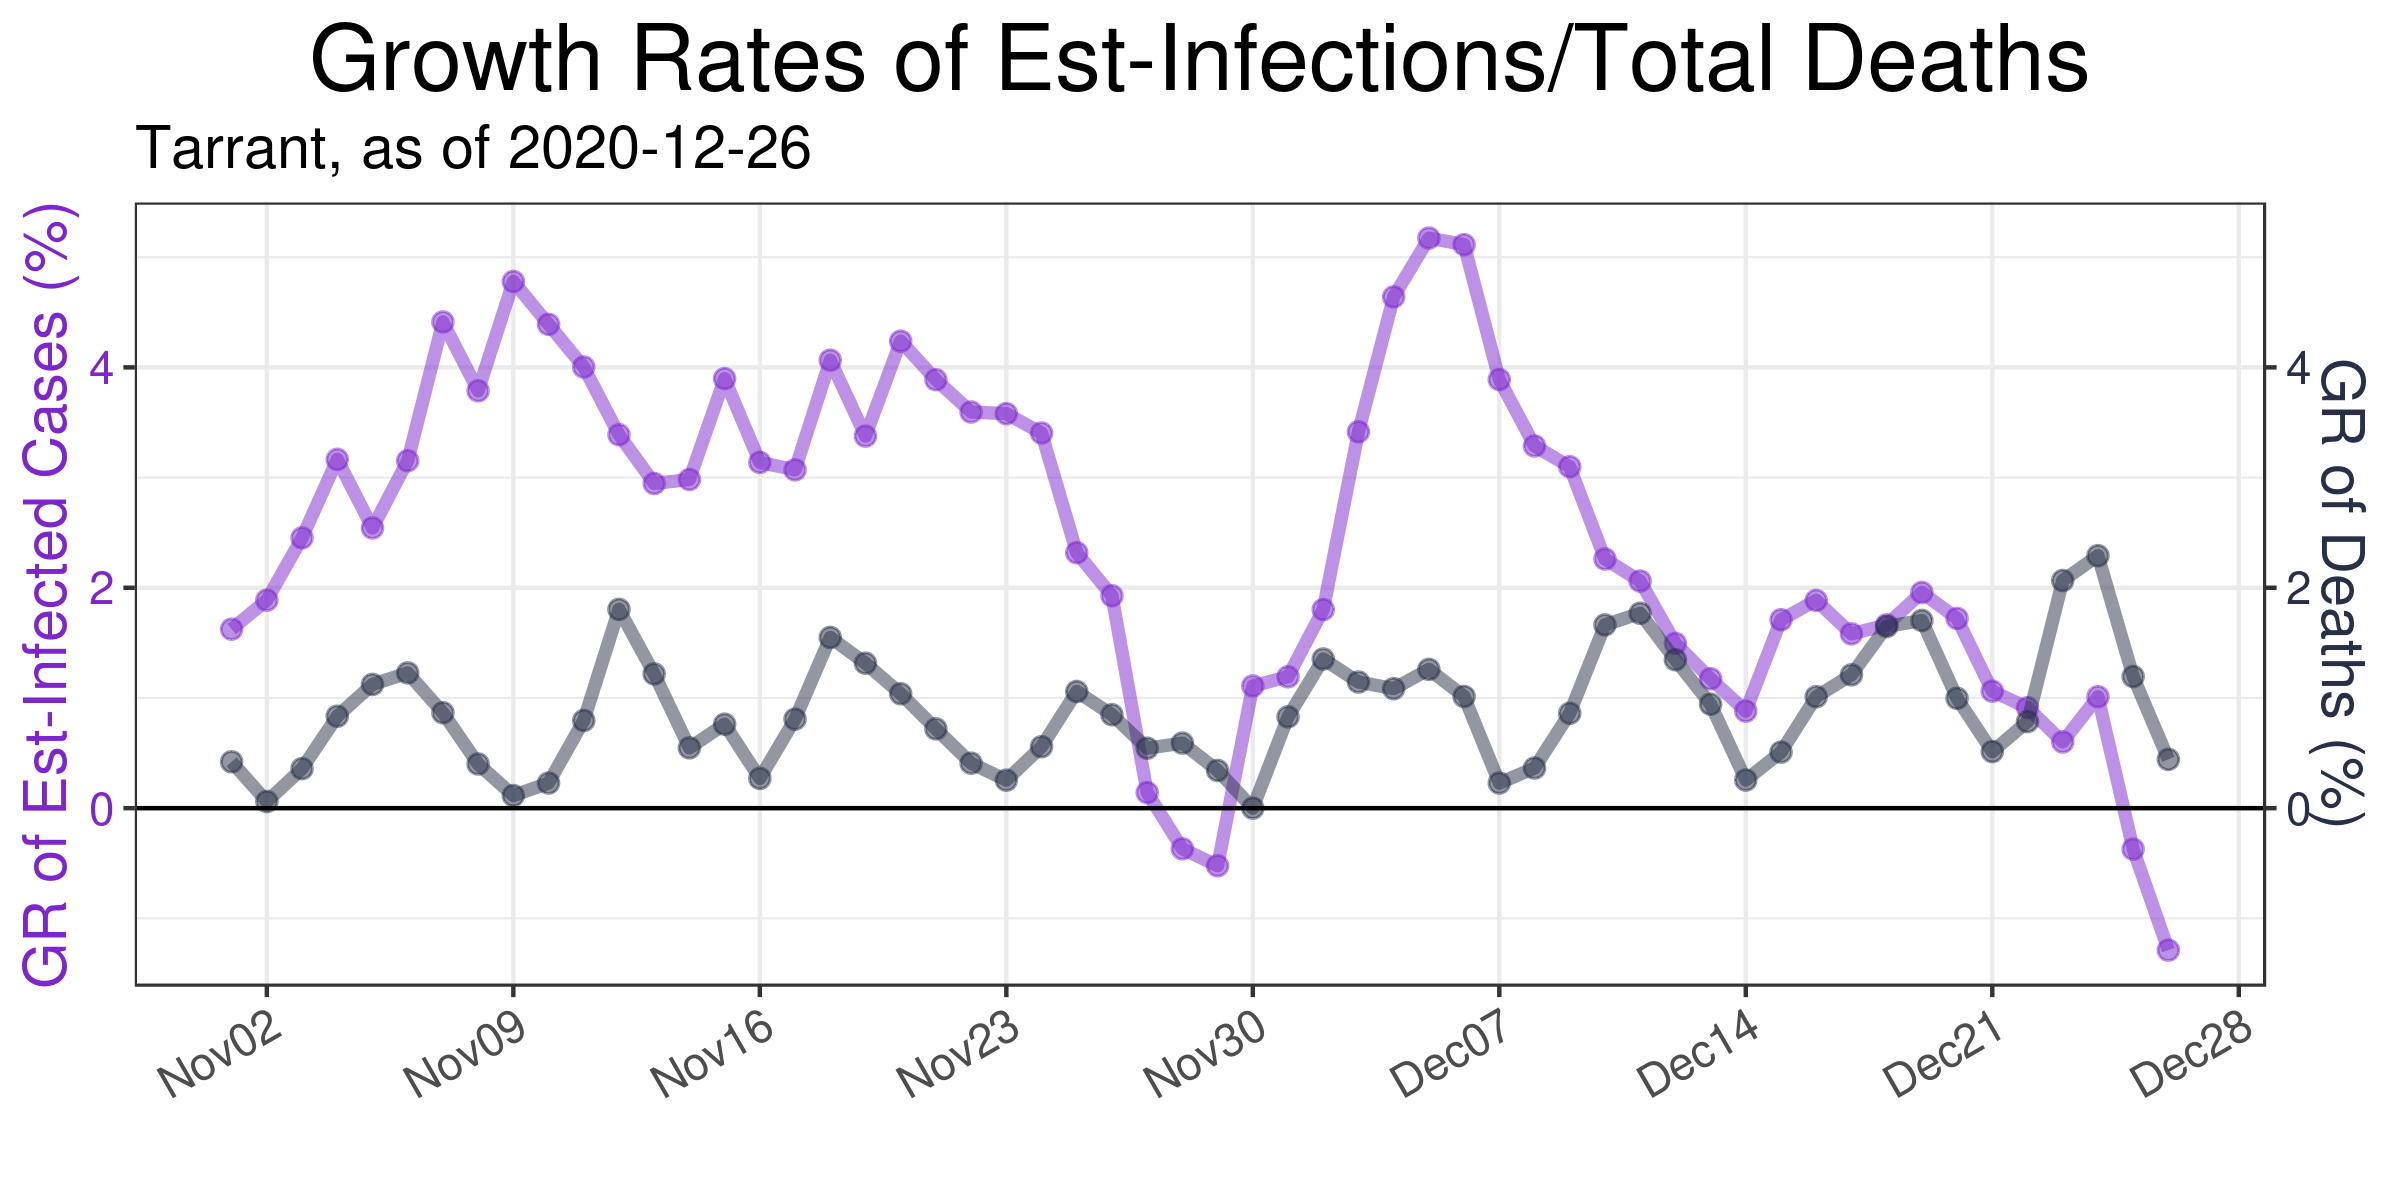 Growth Rates of Est-Infections/Total Deaths
Tarrant, as of 2020-12-26
GR of Est-Infected Cases (%)
4
2
0
4
2
0
GR of Deaths (%)
Nov02
Nov09
Nov16
Nov23
Nov30
Dec07
Dec14
Dec21
Dec28